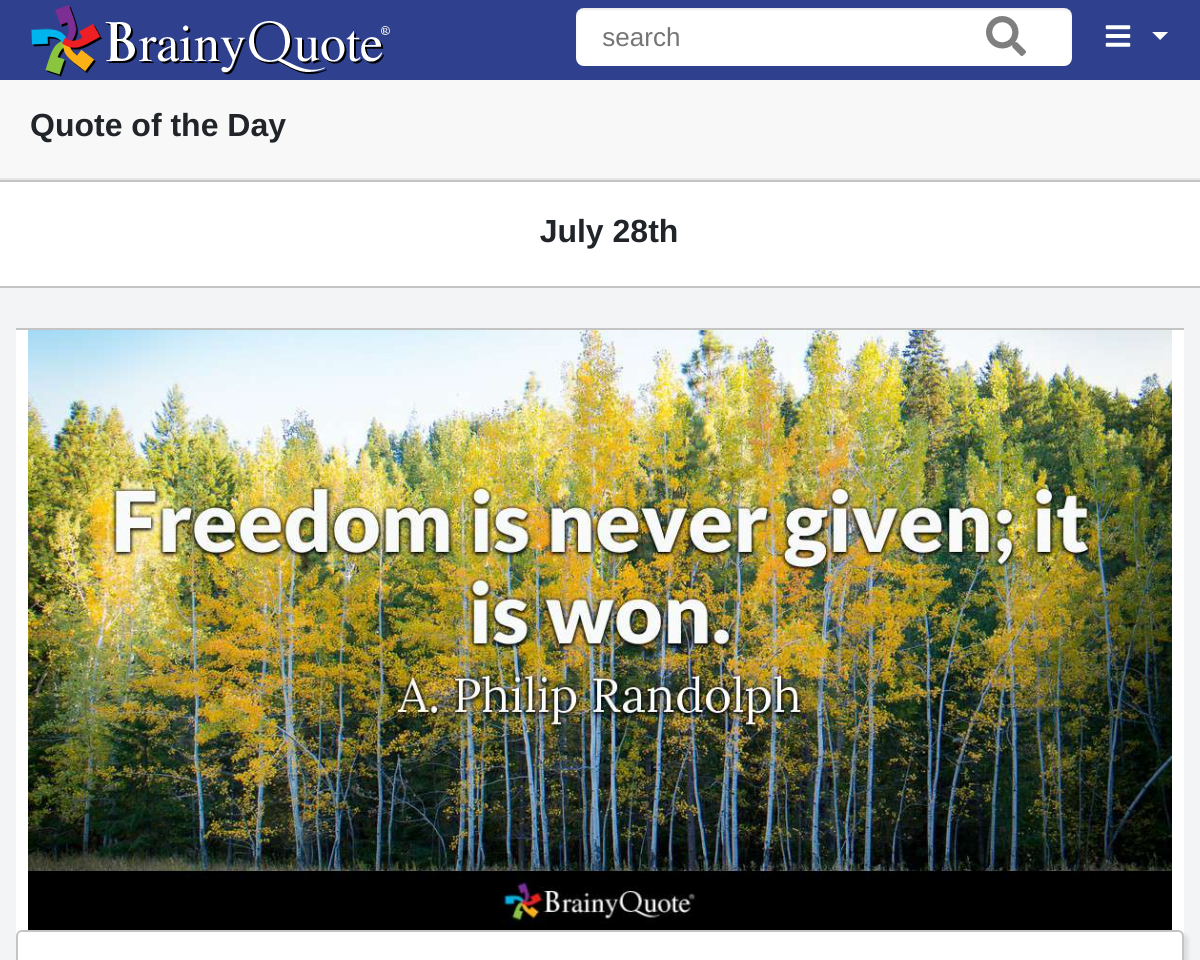 BrainyQuote®
search
Quote of the Day
July 28th
Freedom is never given; it
is won.
A. Philip Randolph
BrainyQuote®